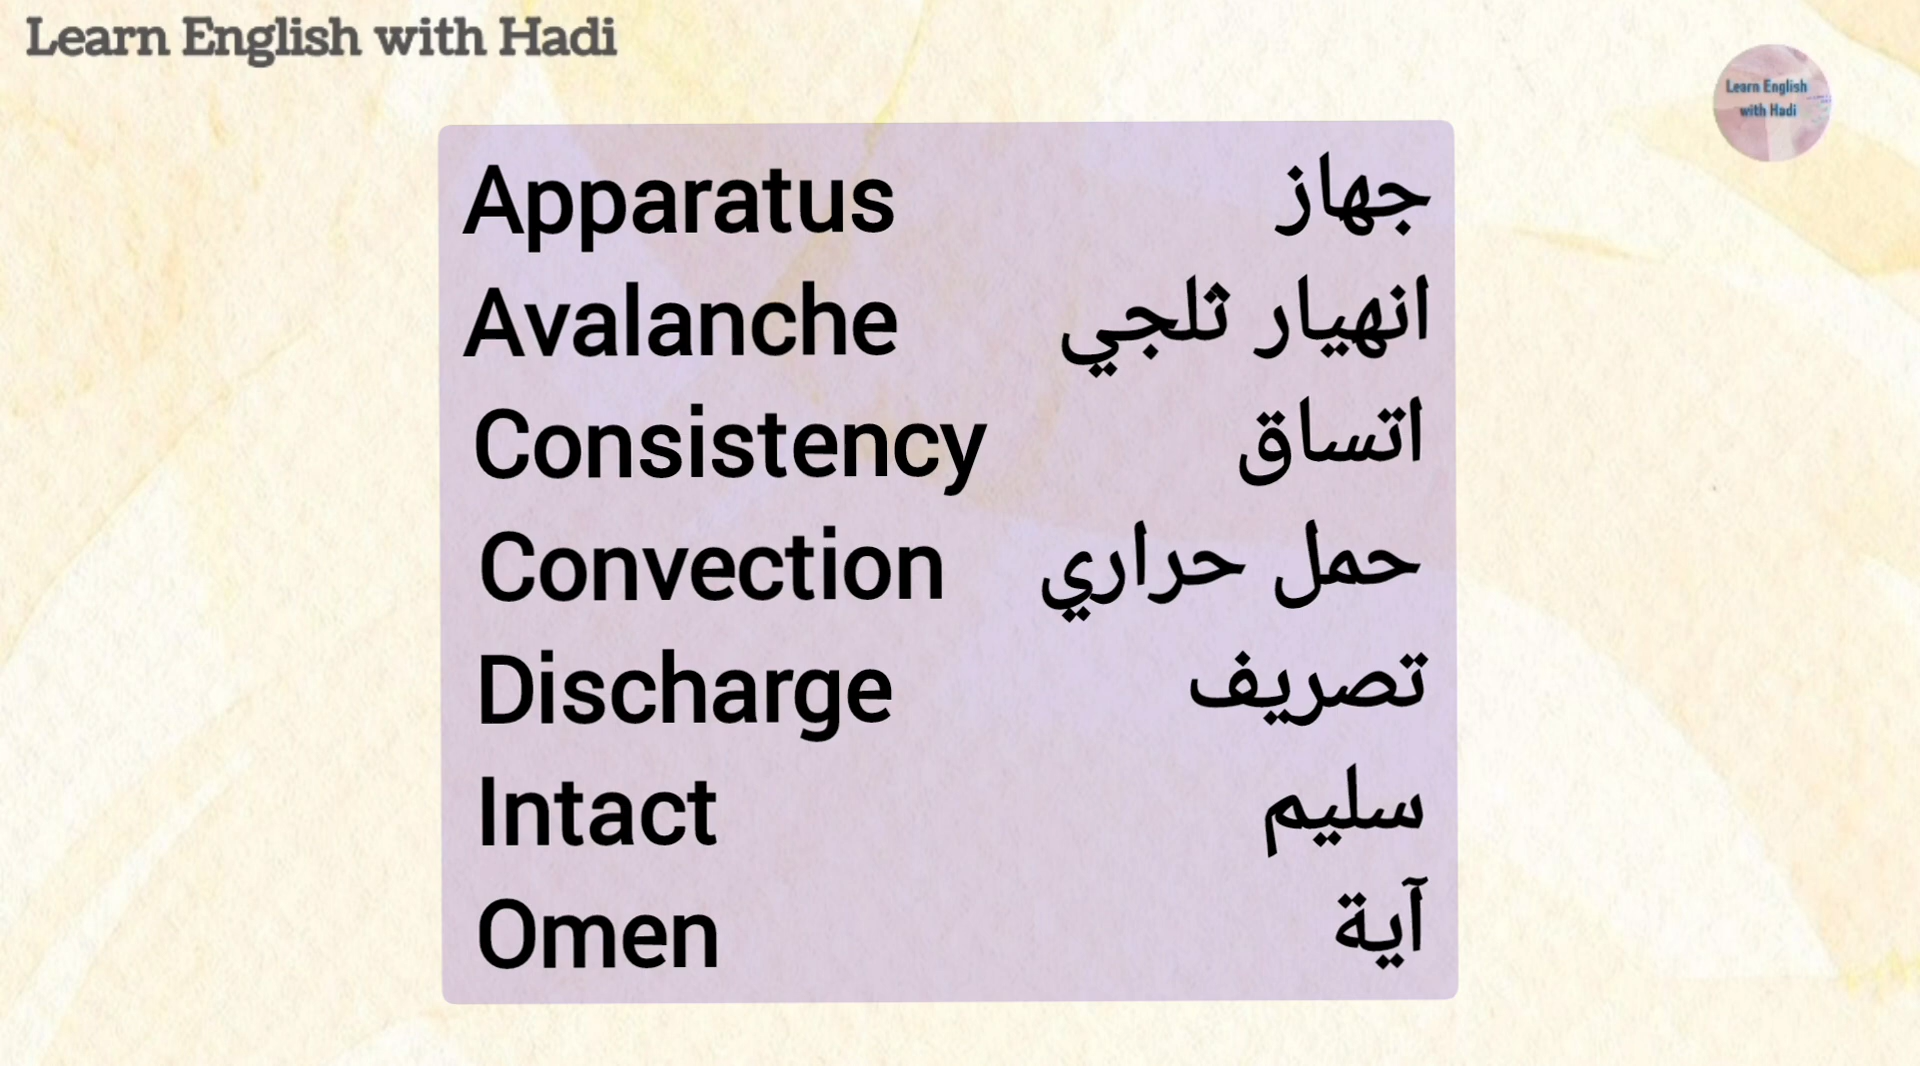 Learn English with Hadi
Learn English
with Hadi
Apparatus جهاز
Avalanche انهيار ثلجي
Consistency اتساق
Convection حمل حراري
Discharge تصريف
Intact سليم
Omen آية